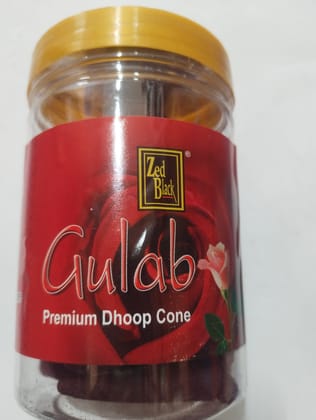 Zed
Black
®
Gulab
Premium Dhoop Cone